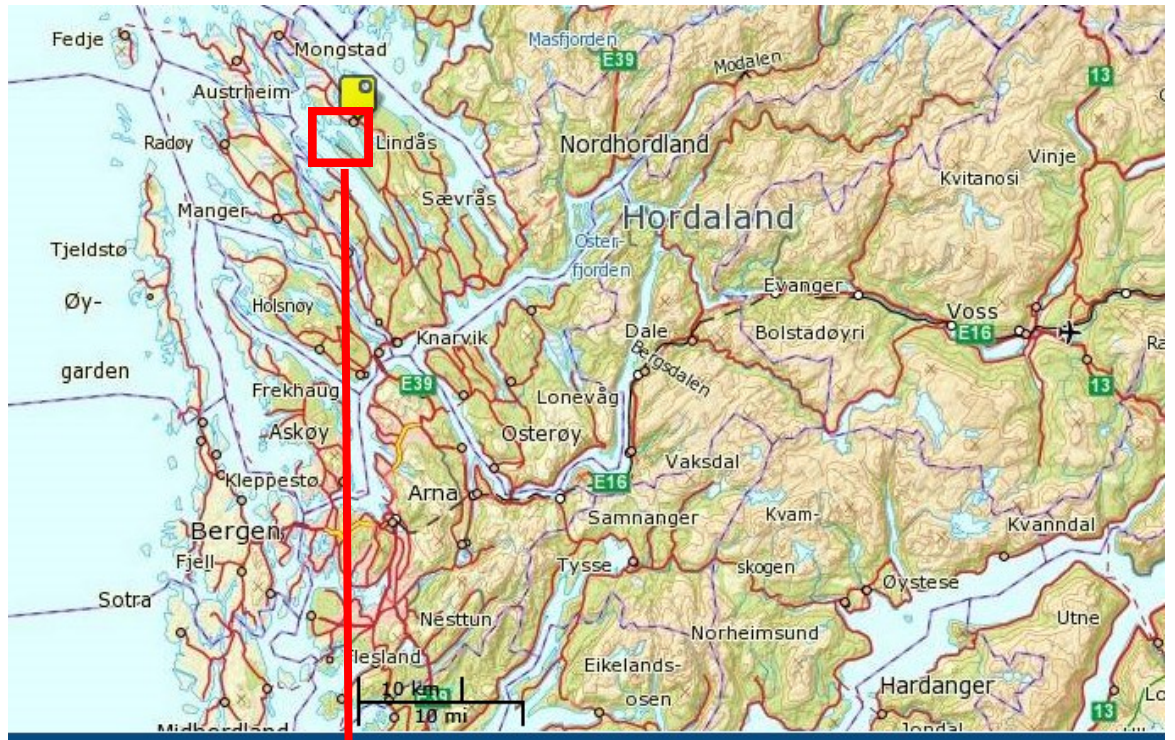 Fedje
Mongstad
Masfjorden
E39
Modalen
13
Austrheim
Radøy
Lindås
Nordhordland
Vinje
Kvitanosi
Sævrås
Manger
Hordaland
Tjeldstø
Oster-
fjorden
Øy-
garden
Holsnøy
Evanger
Voss
E16
Knarvik
Dale
Bergsdalen
Bolstadøyri
Frekhaug
E39
13
Lonevåg
Askøy
Osterøy
Vaksdal
Kleppestø
Arna
E16
Samnanger
Kvam-
skogen
Kvanndal
Bergen
Fjell
Tysse
Øystese
Sotra
Nesttun
Norheimsund
Utne
Flesland
Eikelands-
osen
Hardanger
10 km
10 mi
13
Midhordland
Jondal